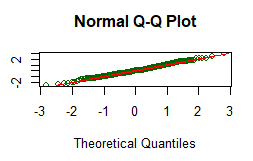 Normal Q-Q Plot
2
-2
-3 -2 -1 0 1 2 3
Theoretical Quantiles